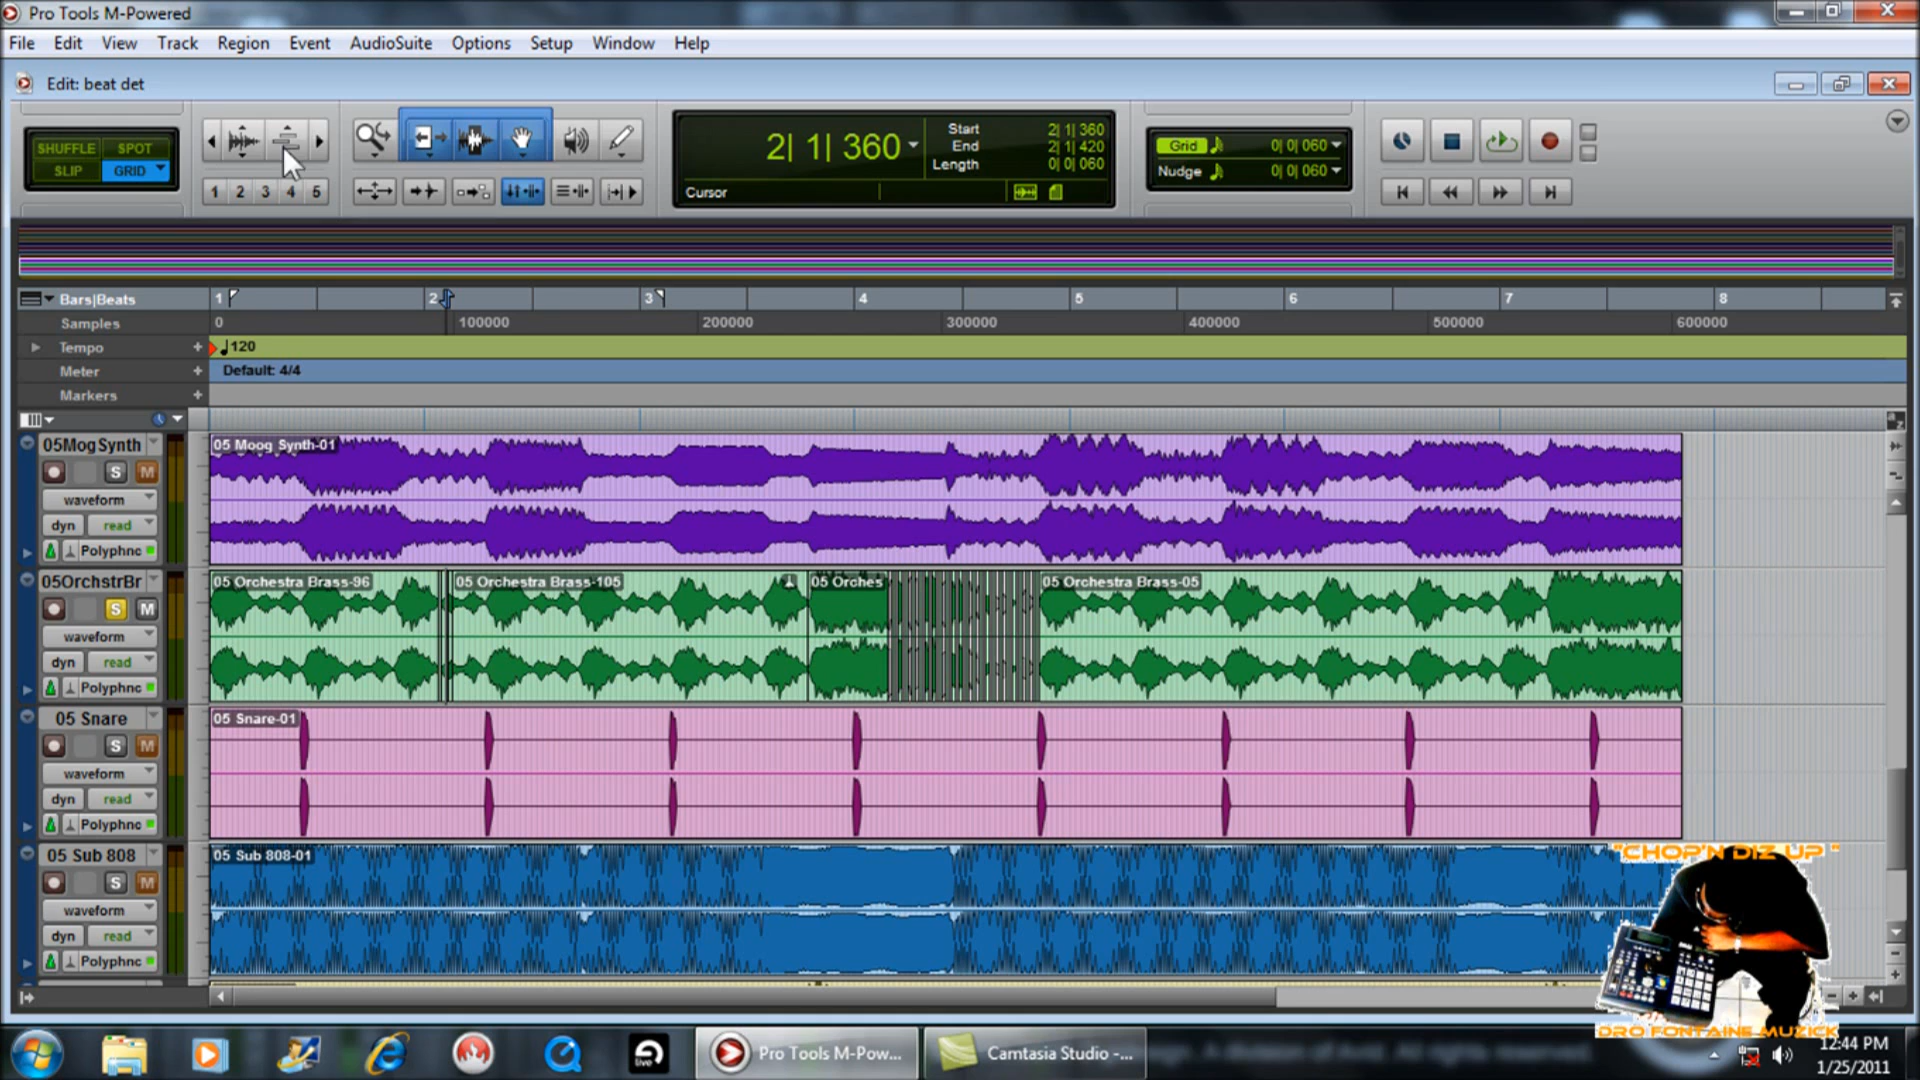 Pro Tools M-Powered
File Edit View Track Region Event AudioSuite Options Setup Window Help
Edit: beat det
SHUFFLE SPOT
SLIP GRID
1 2 3 4 5
2| 1| 360
Start 2| 1| 360
End 2| 1| 420
Length 0| 0| 060
Cursor
Grid 0| 0| 060
Nudge 0| 0| 060
Bars|Beats 1 2 3 4 5 6 7 8
Samples 0 100000 200000 300000 400000 500000 600000
Tempo + 120
Meter + Default: 4/4
Markers +
05MogSynth
S M
waveform
dyn read
Polyphnc
05 Moog Synth-01
05OrchstrBr
S M
waveform
dyn read
Polyphnc
05 Orchestra Brass-96 05 Orchestra Brass-105 05 Orches 05 Orchestra Brass-05
05 Snare
S M
waveform
dyn read
Polyphnc
05 Snare-01
05 Sub 808
S M
waveform
dyn read
Polyphnc
05 Sub 808-01
"CHOP'N DIZ UP"
DRO FONTAINE MUZICK
live
Pro Tools M-Pow...
Camtasia Studio -...
12:44 PM
1/25/2011